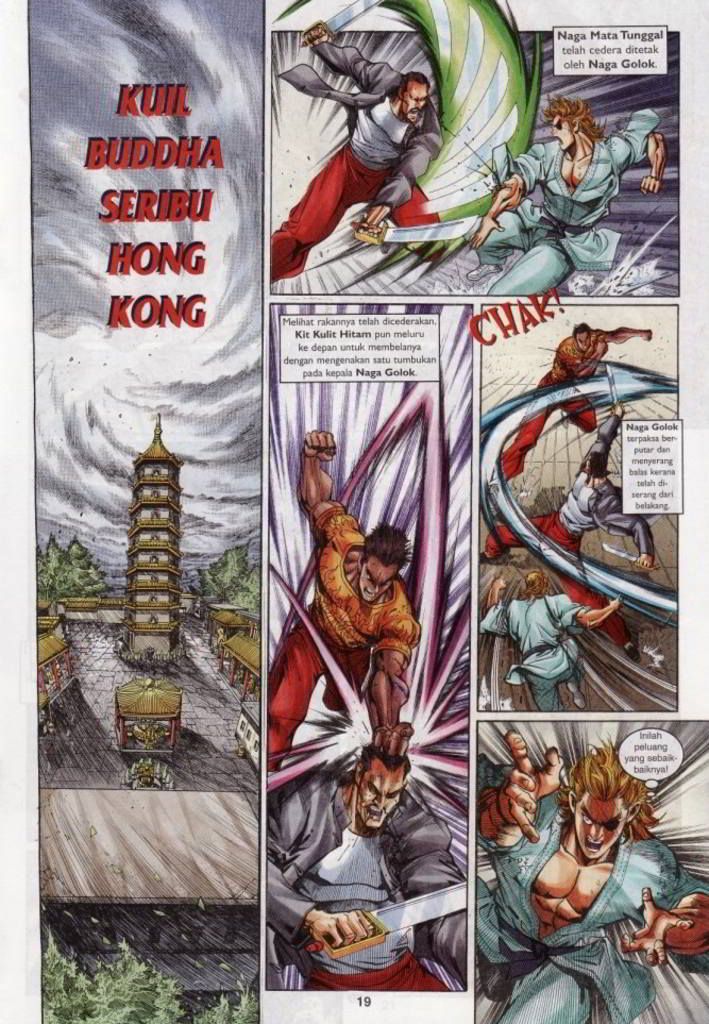 KUIL
BUDDHA
SERIBU
HONG
KONG
Naga Mata Tunggal
telah cedera ditetak
oleh Naga Golok.
Melihat rakannya telah dicederakan,
Kit Kulit Hitam pun meluru
ke depan untuk membelanya
dengan mengenakan satu tumbukan
pada kepala Naga Golok.
CHAK!
Naga Golok
terpaksa ber-
putar dan
menyerang
balas kerana
telah di-
serang dari
belakang.
Inilah
peluang
yang sebaik-
baiknya!
19